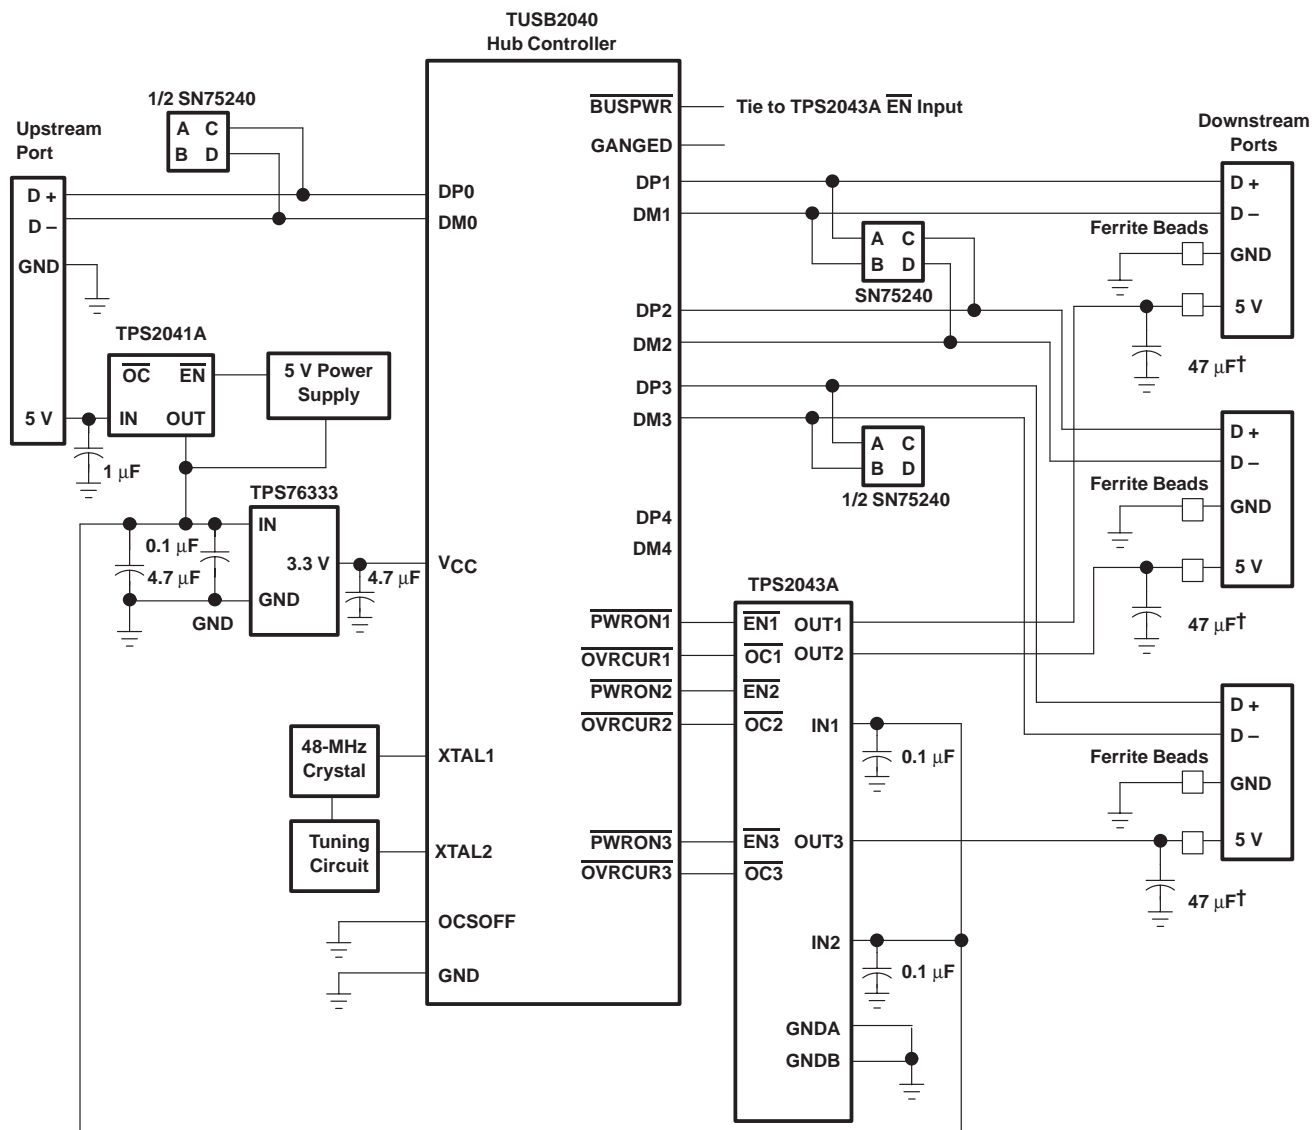 TUSB2040
Hub Controller
1/2 SN75240
A C
B D
Upstream
Port
D +
D –
GND
5 V
TPS2041A
OC EN
IN OUT
5 V Power
Supply
1 μF
TPS76333
IN
3.3 V
GND
0.1 μF
4.7 μF
GND
4.7 μF
48-MHz
Crystal
Tuning
Circuit
DP0
DM0
VCC
XTAL1
XTAL2
OCSOFF
GND
BUSPWR
GANGED
DP1
DM1
DP2
DM2
DP3
DM3
DP4
DM4
PWRON1
OVRCUR1
PWRON2
OVRCUR2
PWRON3
OVRCUR3
Tie to TPS2043A EN Input
A C
B D
SN75240
A C
B D
1/2 SN75240
TPS2043A
EN1 OUT1
OC1 OUT2
EN2
OC2 IN1
EN3 OUT3
OC3
IN2
GNDA
GNDB
0.1 μF
0.1 μF
Downstream
Ports
D +
D –
Ferrite Beads
GND
5 V
47 μF†
D +
D –
Ferrite Beads
GND
5 V
47 μF†
D +
D –
Ferrite Beads
GND
5 V
47 μF†